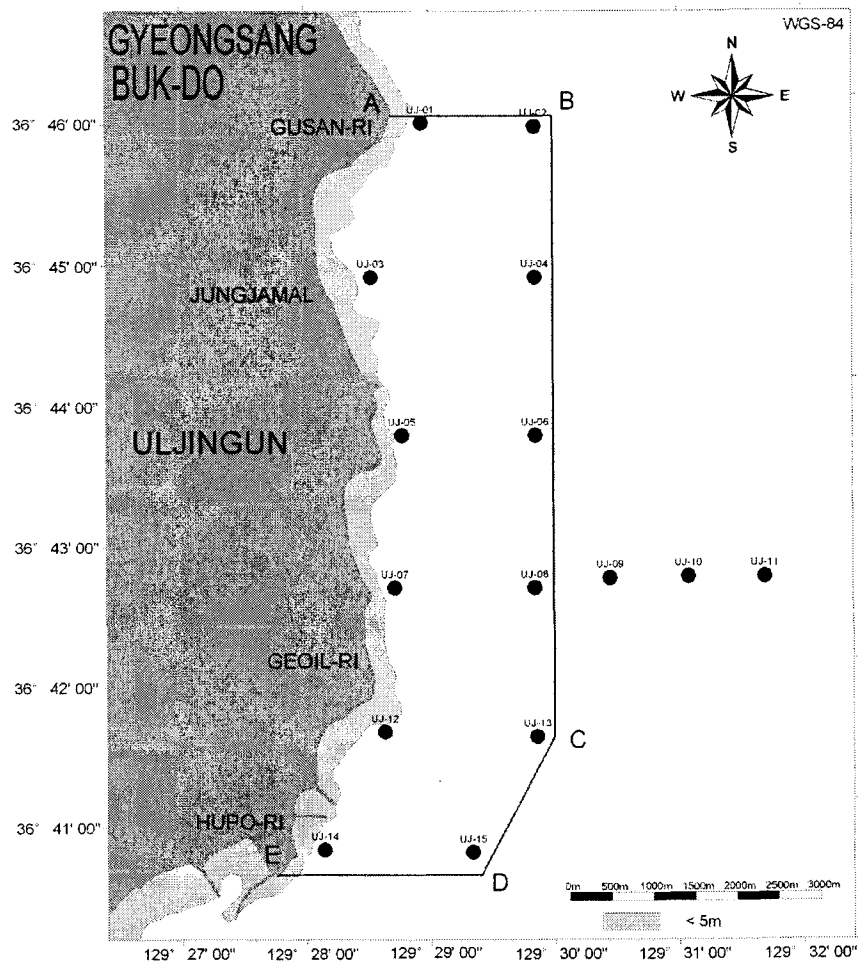 WGS-84
GYEONGSANG
BUK-DO
N
W E
S
A
B
UJ-01
UJ-02
36° 46' 00"
GUSAN-RI
UJ-03
UJ-04
36° 45' 00"
JUNGJAMAL
36° 44' 00"
UJ-05
UJ-06
ULJINGUN
36° 43' 00"
UJ-07
UJ-08
UJ-09
UJ-10
UJ-11
GEOIL-RI
36° 42' 00"
UJ-12
UJ-13
C
36° 41' 00"
HUPO-RI
UJ-14
UJ-15
E
D
0m 500m 1000m 1500m 2000m 2500m 3000m
< 5m
129° 27' 00" 129° 28' 00" 129° 29' 00" 129° 30' 00" 129° 31' 00" 129° 32' 00"